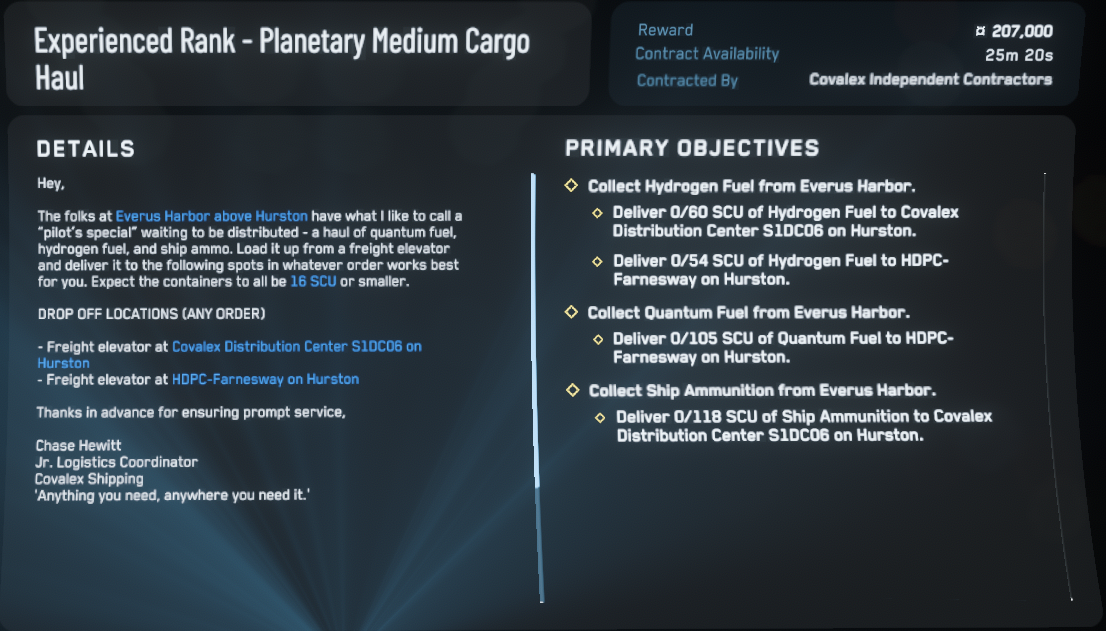 Experienced Rank - Planetary Medium Cargo
Haul
Reward ¤ 207,000
Contract Availability 25m 20s
Contracted By Covalex Independent Contractors
DETAILS
Hey,
The folks at Everus Harbor above Hurston have what I like to call a
"pilot's special" waiting to be distributed - a haul of quantum fuel,
hydrogen fuel, and ship ammo. Load it up from a freight elevator
and deliver it to the following spots in whatever order works best
for you. Expect the containers to all be 16 SCU or smaller.
DROP OFF LOCATIONS (ANY ORDER)
- Freight elevator at Covalex Distribution Center S1DC06 on
Hurston
- Freight elevator at HDPC-Farnesway on Hurston
Thanks in advance for ensuring prompt service,
Chase Hewitt
Jr. Logistics Coordinator
Covalex Shipping
'Anything you need, anywhere you need it.'
PRIMARY OBJECTIVES
Collect Hydrogen Fuel from Everus Harbor.
Deliver 0/60 SCU of Hydrogen Fuel to Covalex
Distribution Center S1DC06 on Hurston.
Deliver 0/54 SCU of Hydrogen Fuel to HDPC-
Farnesway on Hurston.
Collect Quantum Fuel from Everus Harbor.
Deliver 0/105 SCU of Quantum Fuel to HDPC-
Farnesway on Hurston.
Collect Ship Ammunition from Everus Harbor.
Deliver 0/118 SCU of Ship Ammunition to Covalex
Distribution Center S1DC06 on Hurston.